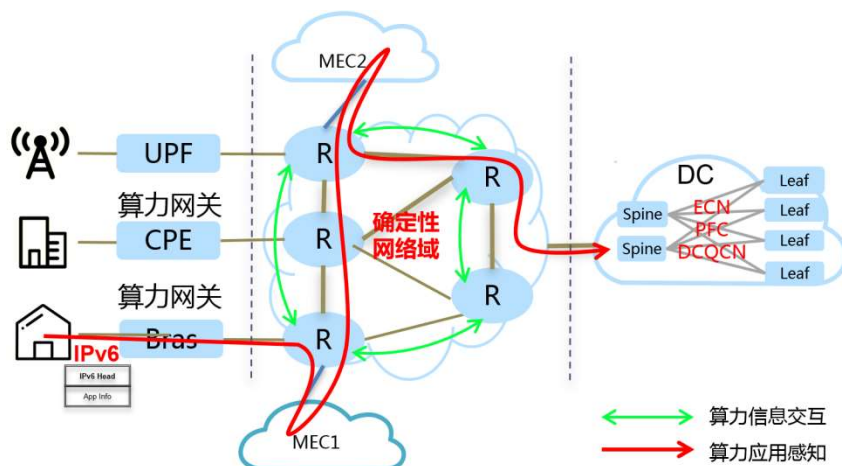 MEC2
UPF
R
R
DC
算力网关
Spine
Leaf
ECN
Leaf
CPE
R
确定性
网络域
PFC
Spine
Leaf
DCQCN
Leaf
算力网关
R
Bras
R
IPv6
IPv6 Head
App Info
MEC1
算力信息交互
算力应用感知